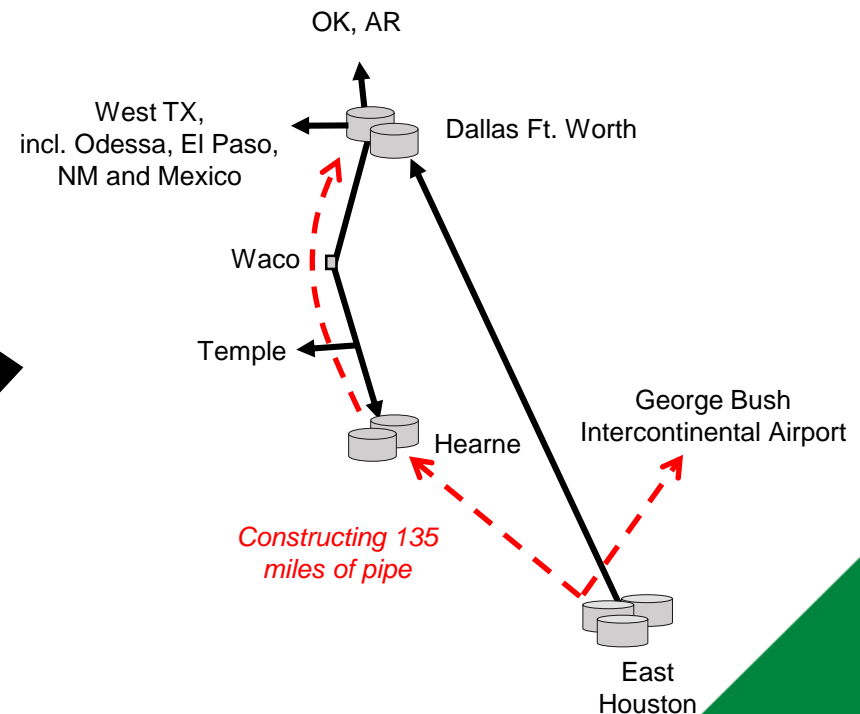 OK, AR
West TX,
incl. Odessa, El Paso,
NM and Mexico
Dallas Ft. Worth
Waco
Temple
George Bush
Intercontinental Airport
Hearne
Constructing 135
miles of pipe
East
Houston